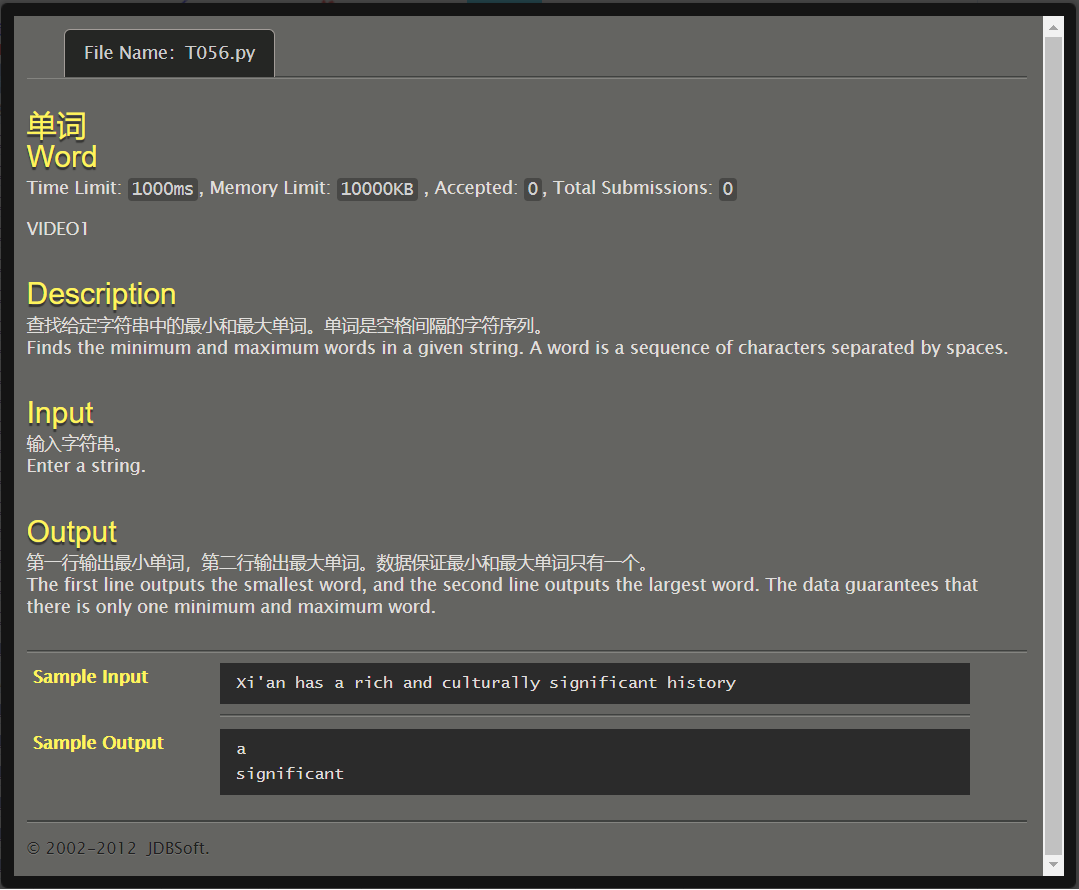 File Name: T056.py
单词
Word
Time Limit: 1000ms, Memory Limit: 10000KB , Accepted: 0, Total Submissions: 0
VIDEO1
Description
查找给定字符串中的最小和最大单词。单词是空格间隔的字符序列。
Finds the minimum and maximum words in a given string. A word is a sequence of characters separated by spaces.
Input
输入字符串。
Enter a string.
Output
第一行输出最小单词，第二行输出最大单词。数据保证最小和最大单词只有一个。
The first line outputs the smallest word, and the second line outputs the largest word. The data guarantees that
there is only one minimum and maximum word.
Sample Input
Xi'an has a rich and culturally significant history
Sample Output
a
significant
© 2002-2012 JDBSoft.